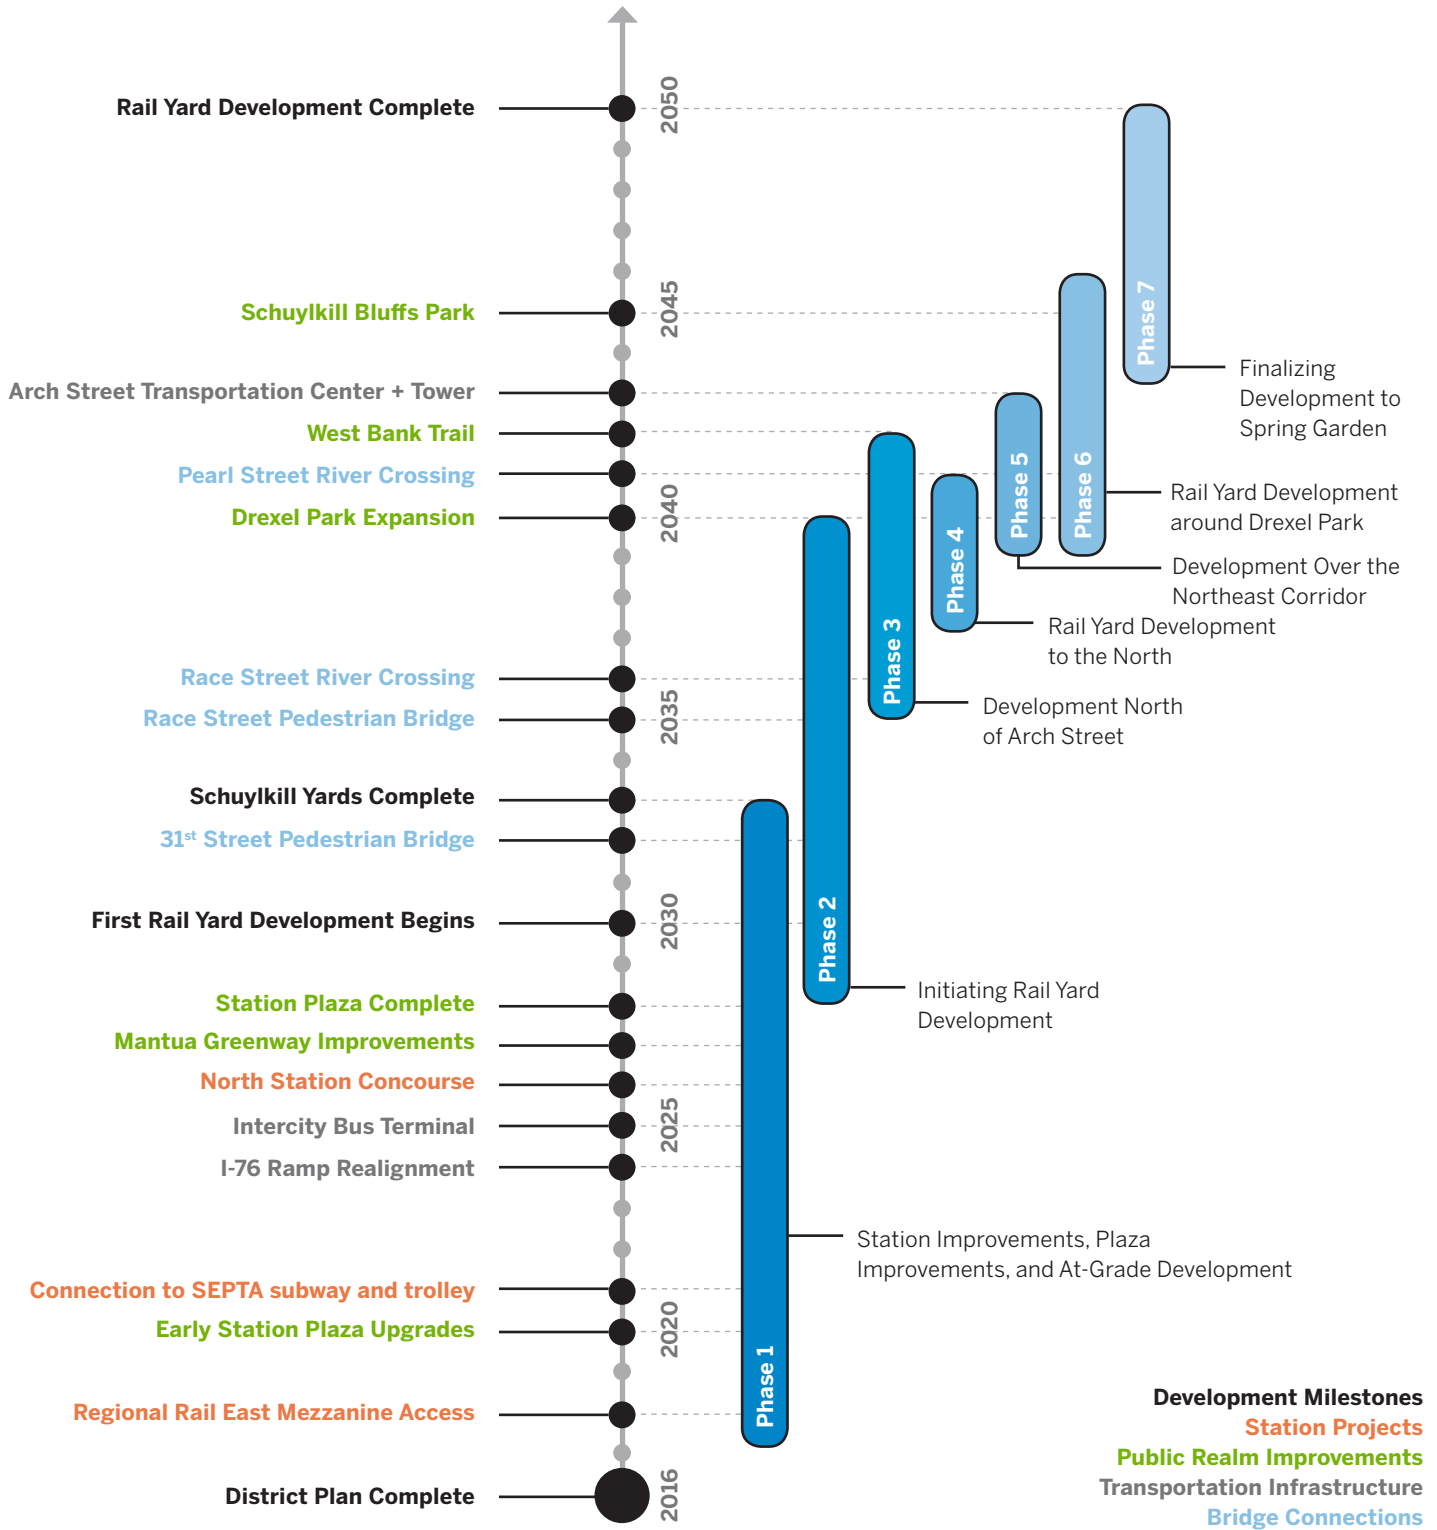 Rail Yard Development Complete
2050
Schuylkill Bluffs Park
2045
Arch Street Transportation Center + Tower
West Bank Trail
Pearl Street River Crossing
Drexel Park Expansion
2040
Race Street River Crossing
Race Street Pedestrian Bridge
2035
Schuylkill Yards Complete
31st Street Pedestrian Bridge
First Rail Yard Development Begins
2030
Station Plaza Complete
Mantua Greenway Improvements
North Station Concourse
Intercity Bus Terminal
2025
I-76 Ramp Realignment
Connection to SEPTA subway and trolley
Early Station Plaza Upgrades
2020
Regional Rail East Mezzanine Access
District Plan Complete
2016
Phase 7
Finalizing
Development to
Spring Garden
Phase 6
Rail Yard Development
around Drexel Park
Phase 5
Development Over the
Northeast Corridor
Phase 4
Rail Yard Development
to the North
Phase 3
Development North
of Arch Street
Phase 2
Initiating Rail Yard
Development
Phase 1
Station Improvements, Plaza
Improvements, and At-Grade Development
Development Milestones
Station Projects
Public Realm Improvements
Transportation Infrastructure
Bridge Connections